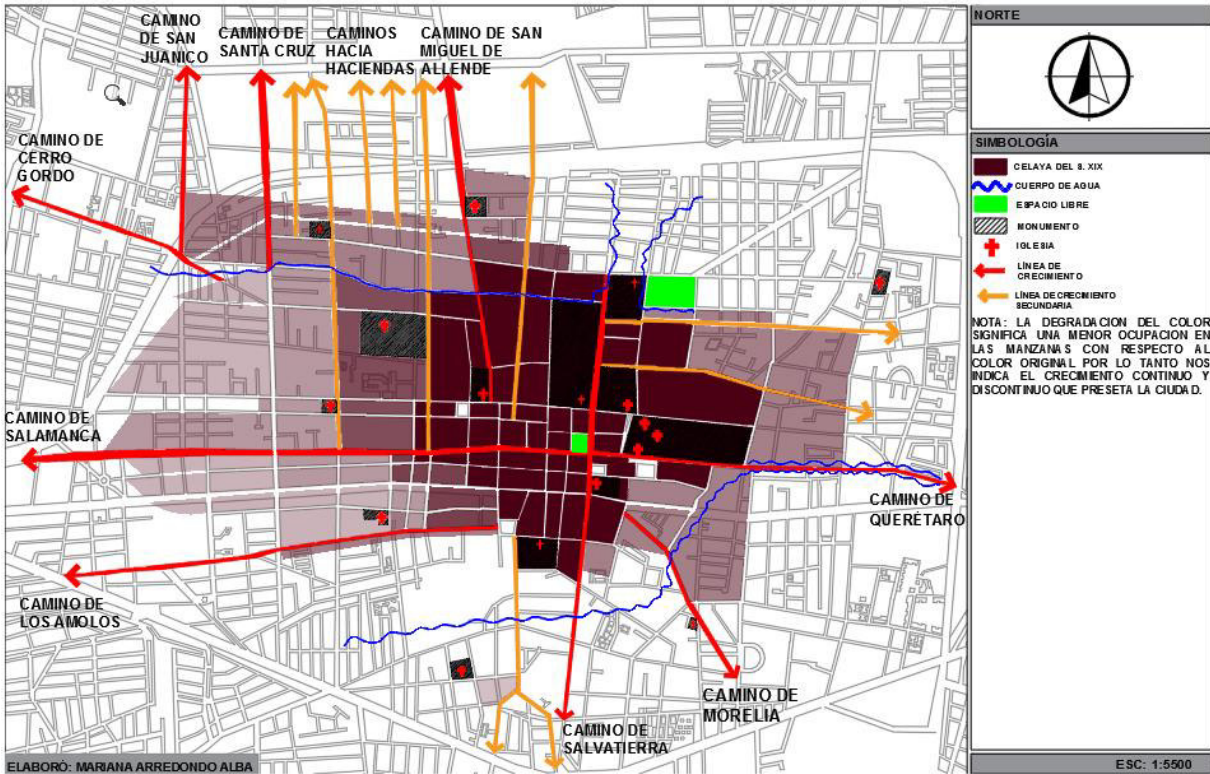 CAMINO
DE SAN
JUANICO
CAMINO DE
SANTA CRUZ
CAMINOS
HACIA
HACIENDAS
CAMINO DE SAN
MIGUEL DE
ALLENDE
CAMINO DE
CERRO
GORDO
CAMINO DE
SALAMANCA
CAMINO DE
LOS AMOLOS
CAMINO DE
QUERÉTARO
CAMINO DE
MORELIA
CAMINO DE
SALVATIERRA
ELABORÓ: MARIANA ARREDONDO ALBA
NORTE
SIMBOLOGÍA
CELAYA DEL S. XIX
CUERPO DE AGUA
ESPACIO LIBRE
MONUMENTO
IGLESIA
LÍNEA DE
CRECIMIENTO
LÍNEA DE CRECIMIENTO
SECUNDARIA
NOTA: LA DEGRADACION DEL COLOR
SIGNIFICA UNA MENOR OCUPACION EN
LAS MANZANAS CON RESPECTO AL
COLOR ORIGINAL POR LO TANTO NOS
INDICA EL CRECIMIENTO CONTINUO Y
DISCONTINUO QUE PRESETA LA CIUDAD.
ESC: 1:5500